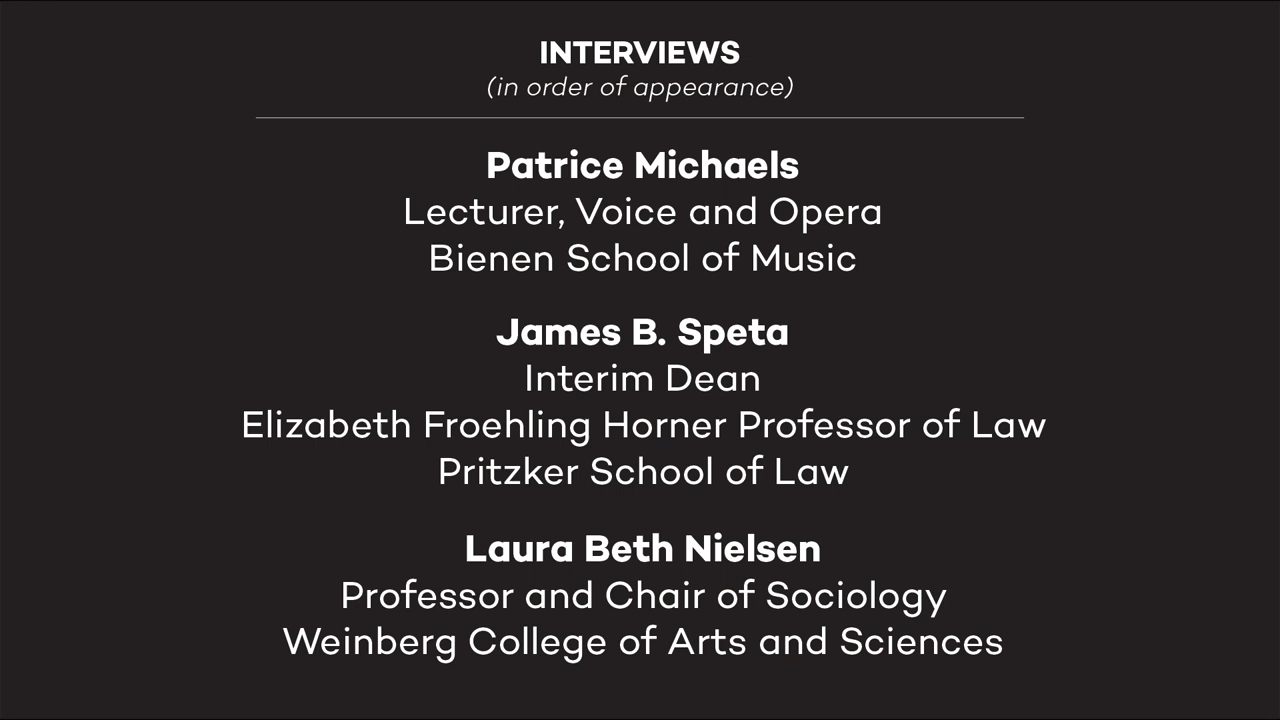 INTERVIEWS
(in order of appearance)
Patrice Michaels
Lecturer, Voice and Opera
Bienen School of Music
James B. Speta
Interim Dean
Elizabeth Froehling Horner Professor of Law
Pritzker School of Law
Laura Beth Nielsen
Professor and Chair of Sociology
Weinberg College of Arts and Sciences